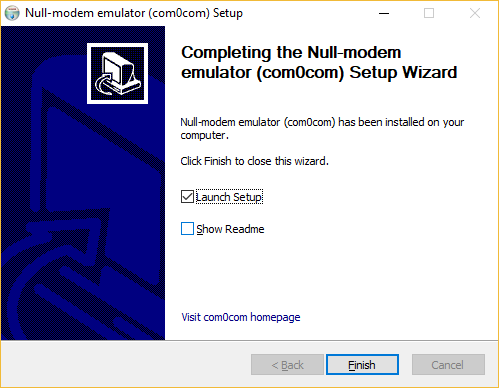 Null-modem emulator (com0com) Setup
Completing the Null-modem
emulator (com0com) Setup Wizard
Null-modem emulator (com0com) has been installed on your
computer.
Click Finish to close this wizard.
Launch Setup
Show Readme
Visit com0com homepage
< Back
Finish
Cancel